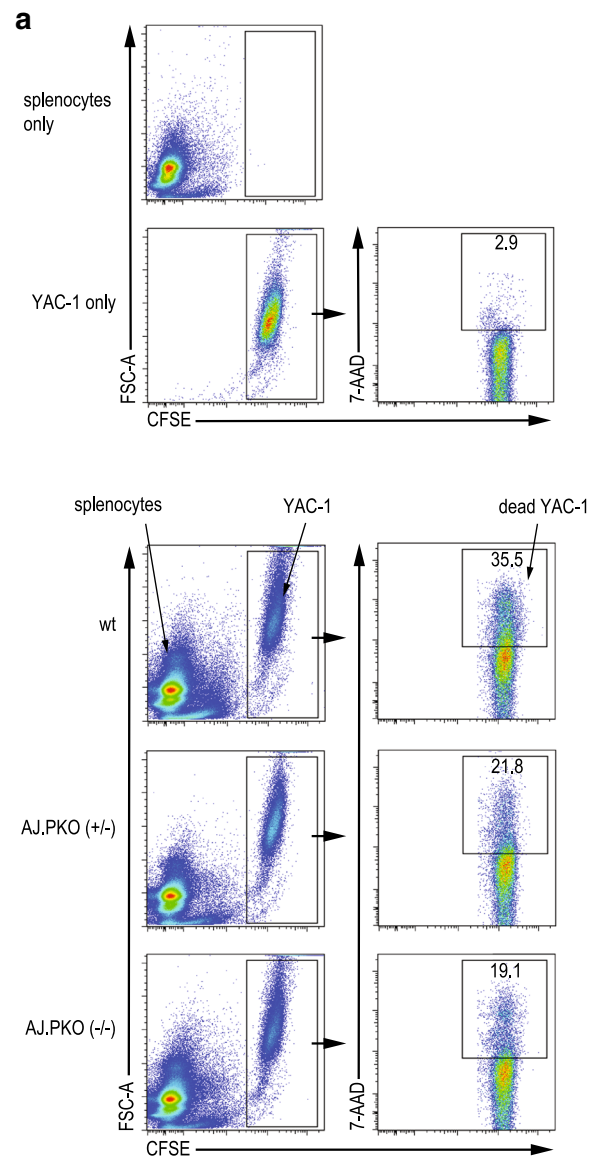 a
splenocytes
only
YAC-1 only
2.9
FSC-A
7-AAD
CFSE
splenocytes
YAC-1
dead YAC-1
wt
35.5
AJ.PKO (+/-)
21.8
AJ.PKO (-/-)
19.1
FSC-A
7-AAD
CFSE